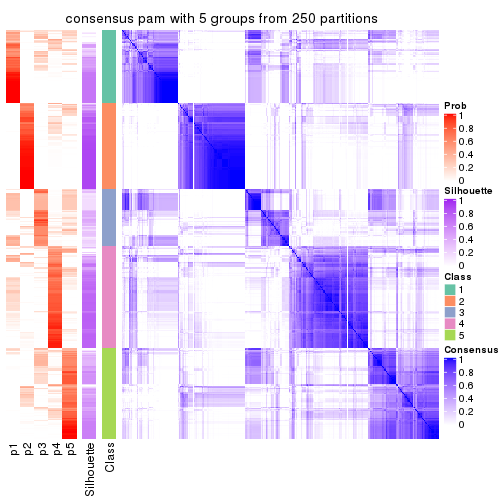 consensus pam with 5 groups from 250 partitions
Prob
1
0.8
0.6
0.4
0.2
0
Silhouette
1
0.8
0.6
0.4
0.2
0
Class
1
2
3
4
5
Consensus
1
0.8
0.6
0.4
0.2
0
p1
p2
p3
p4
p5
Silhouette
Class